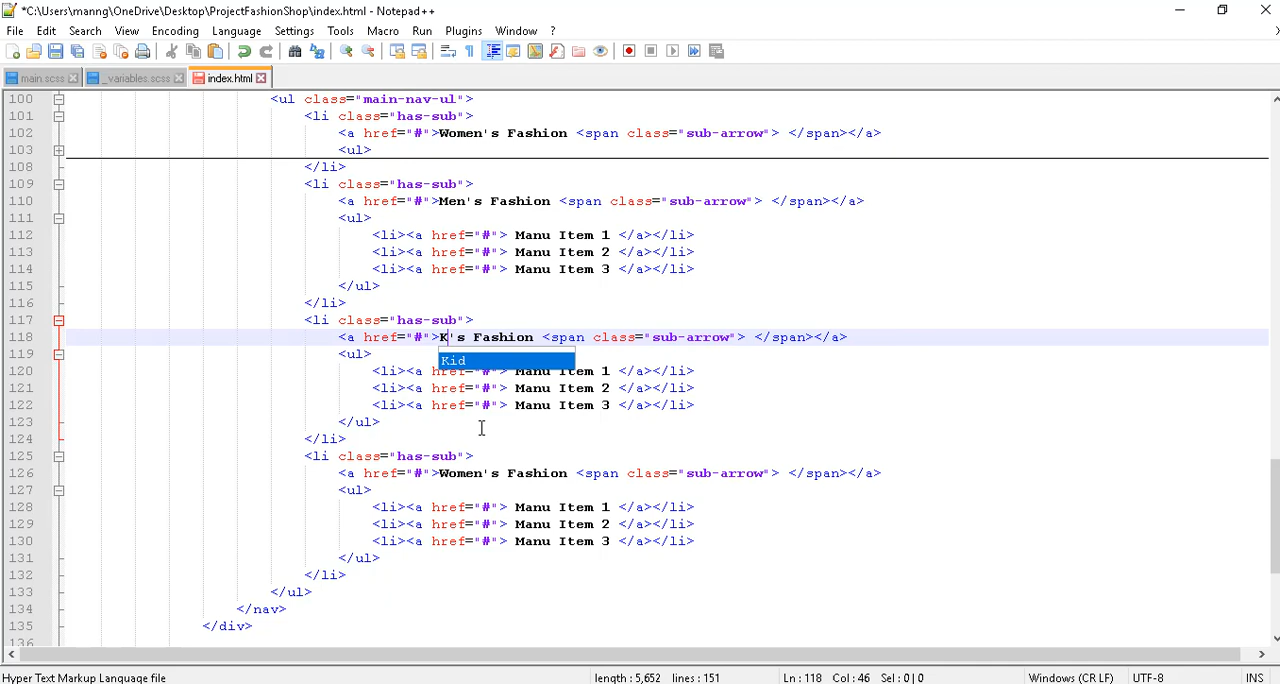 *C:\Users\manng\OneDrive\Desktop\ProjectFashionShop\index.html - Notepad++
File Edit Search View Encoding Language Settings Tools Macro Run Plugins Window ?
main.scss _variables.scss index.html
100 <ul class="main-nav-ul">
101 <li class="has-sub">
102 <a href="#">Women's Fashion <span class="sub-arrow"> </span></a>
103 <ul>
108 </li>
109 <li class="has-sub">
110 <a href="#">Men's Fashion <span class="sub-arrow"> </span></a>
111 <ul>
112 <li><a href="#"> Manu Item 1 </a></li>
113 <li><a href="#"> Manu Item 2 </a></li>
114 <li><a href="#"> Manu Item 3 </a></li>
115 </ul>
116 </li>
117 <li class="has-sub">
118 <a href="#">K's Fashion <span class="sub-arrow"> </span></a>
119 <ul>
Kid
120 <li><a href="#"> Manu Item 1 </a></li>
121 <li><a href="#"> Manu Item 2 </a></li>
122 <li><a href="#"> Manu Item 3 </a></li>
123 </ul>
124 </li>
125 <li class="has-sub">
126 <a href="#">Women's Fashion <span class="sub-arrow"> </span></a>
127 <ul>
128 <li><a href="#"> Manu Item 1 </a></li>
129 <li><a href="#"> Manu Item 2 </a></li>
130 <li><a href="#"> Manu Item 3 </a></li>
131 </ul>
132 </li>
133 </ul>
134 </nav>
135 </div>
136
Hyper Text Markup Language file length : 5,652 lines : 151 Ln : 118 Col : 46 Sel : 0 | 0 Windows (CR LF) UTF-8 INS